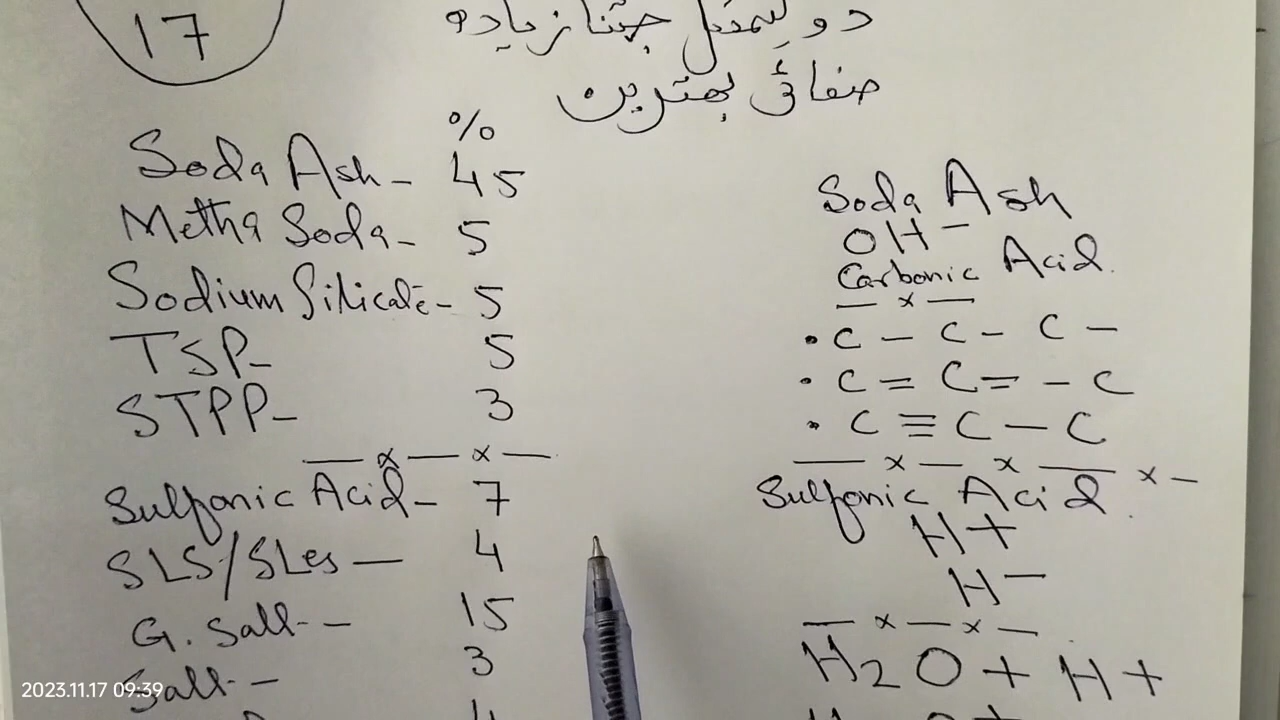 17
دو لیمتل جتنا زیادہ
صفائی بہترین
%
Soda Ash - 45
Metha Soda - 5
Sodium Silicate - 5
TSP - 5
STPP - 3
— x — x —
Sulfonic Acid - 7
SLS/SLes — 4
G. Salt - - 15
Salt - - 3
4
Soda Ash
OH -
Carbonic Acid.
— x —
• C - C - C -
• C = C = - C
• C ≡ C - C
— x — x — x -
Sulfonic Acid.
H+
H -
— x — x —
H2O + H+
2023.11.17 09:39